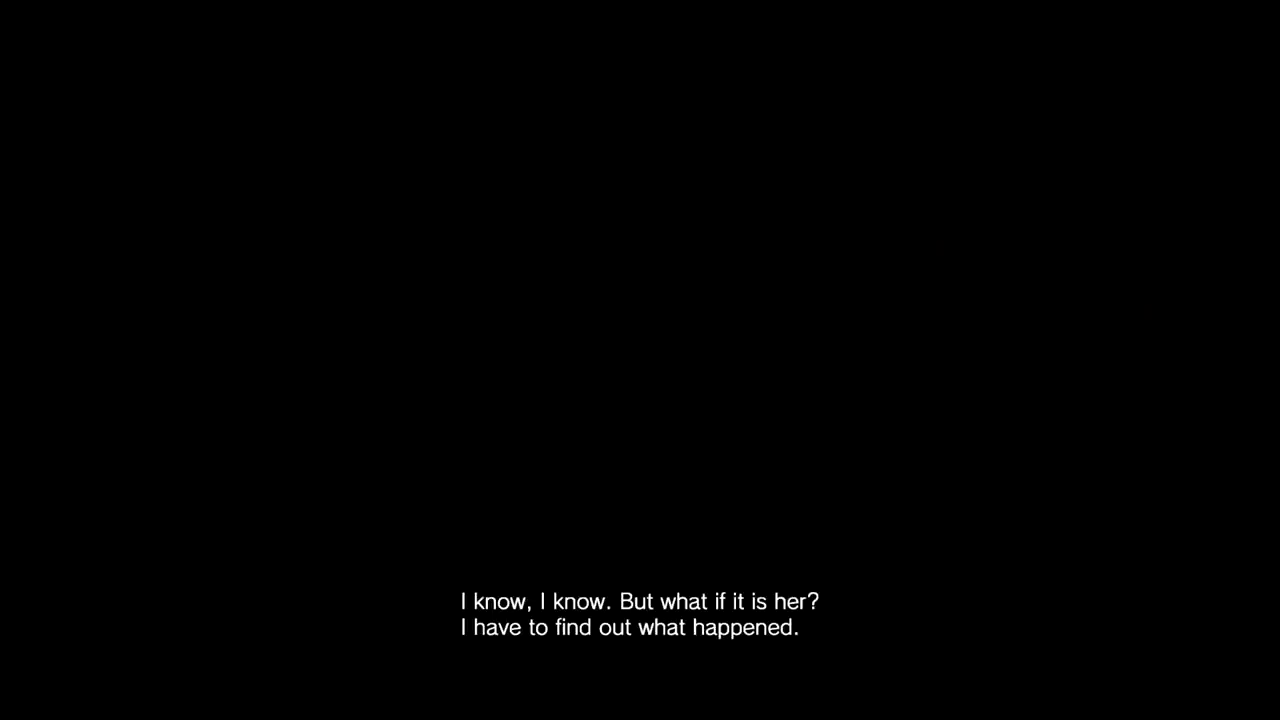 I know, I know. But what if it is her?
I have to find out what happened.